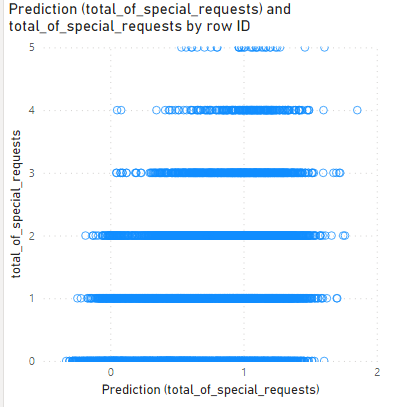 Prediction (total_of_special_requests) and
total_of_special_requests by row ID
total_of_special_requests
5
4
3
2
1
0
0 1 2
Prediction (total_of_special_requests)